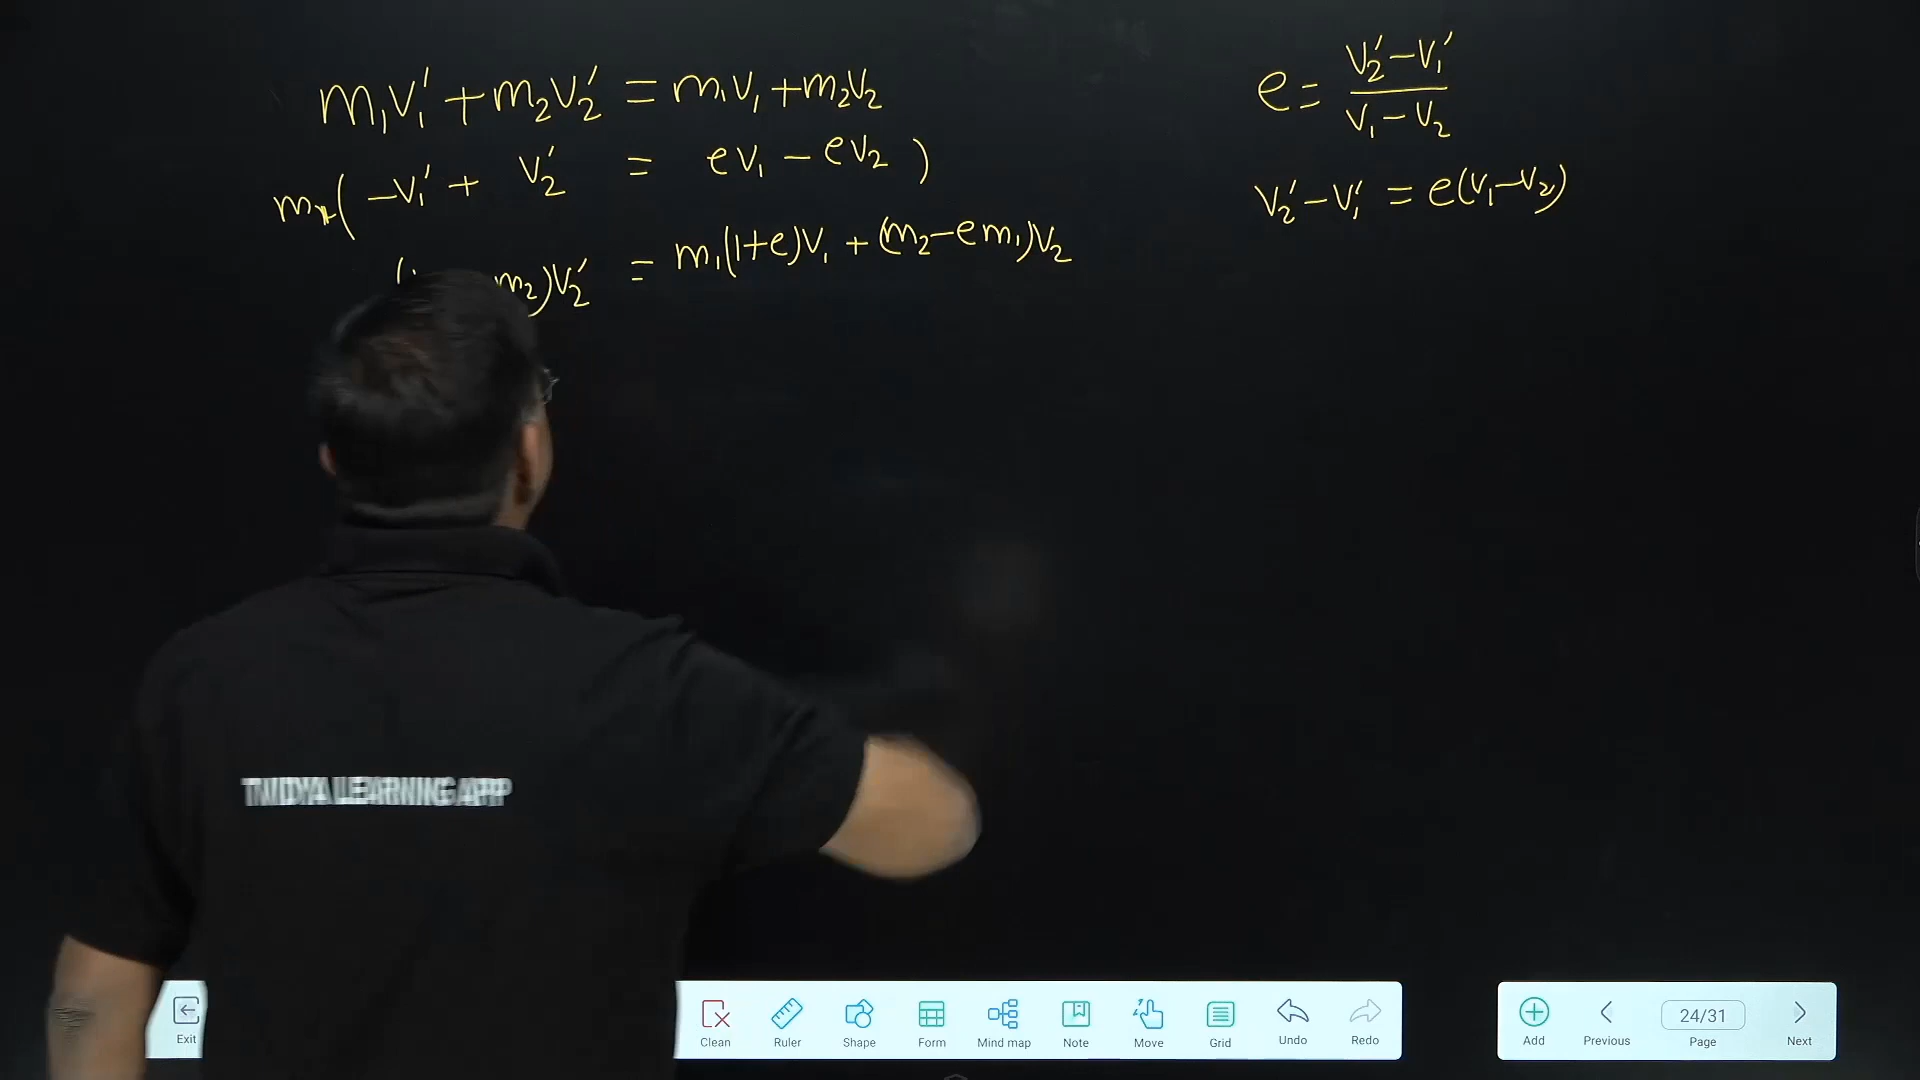 m₁v₁′ + m₂v₂′ = m₁v₁ + m₂v₂
m₁( −v₁′ + v₂′ = ev₁ − ev₂ )
m₂)v₂′ = m₁(1+e)v₁ + (m₂−em₁)v₂
e = (v₂′−v₁′)/(v₁−v₂)
v₂′−v₁′ = e(v₁−v₂)
TVIDYA LEARNING APP
Exit
Clean
Ruler
Shape
Form
Mind map
Note
Move
Grid
Undo
Redo
Add
Previous
24/31
Page
Next